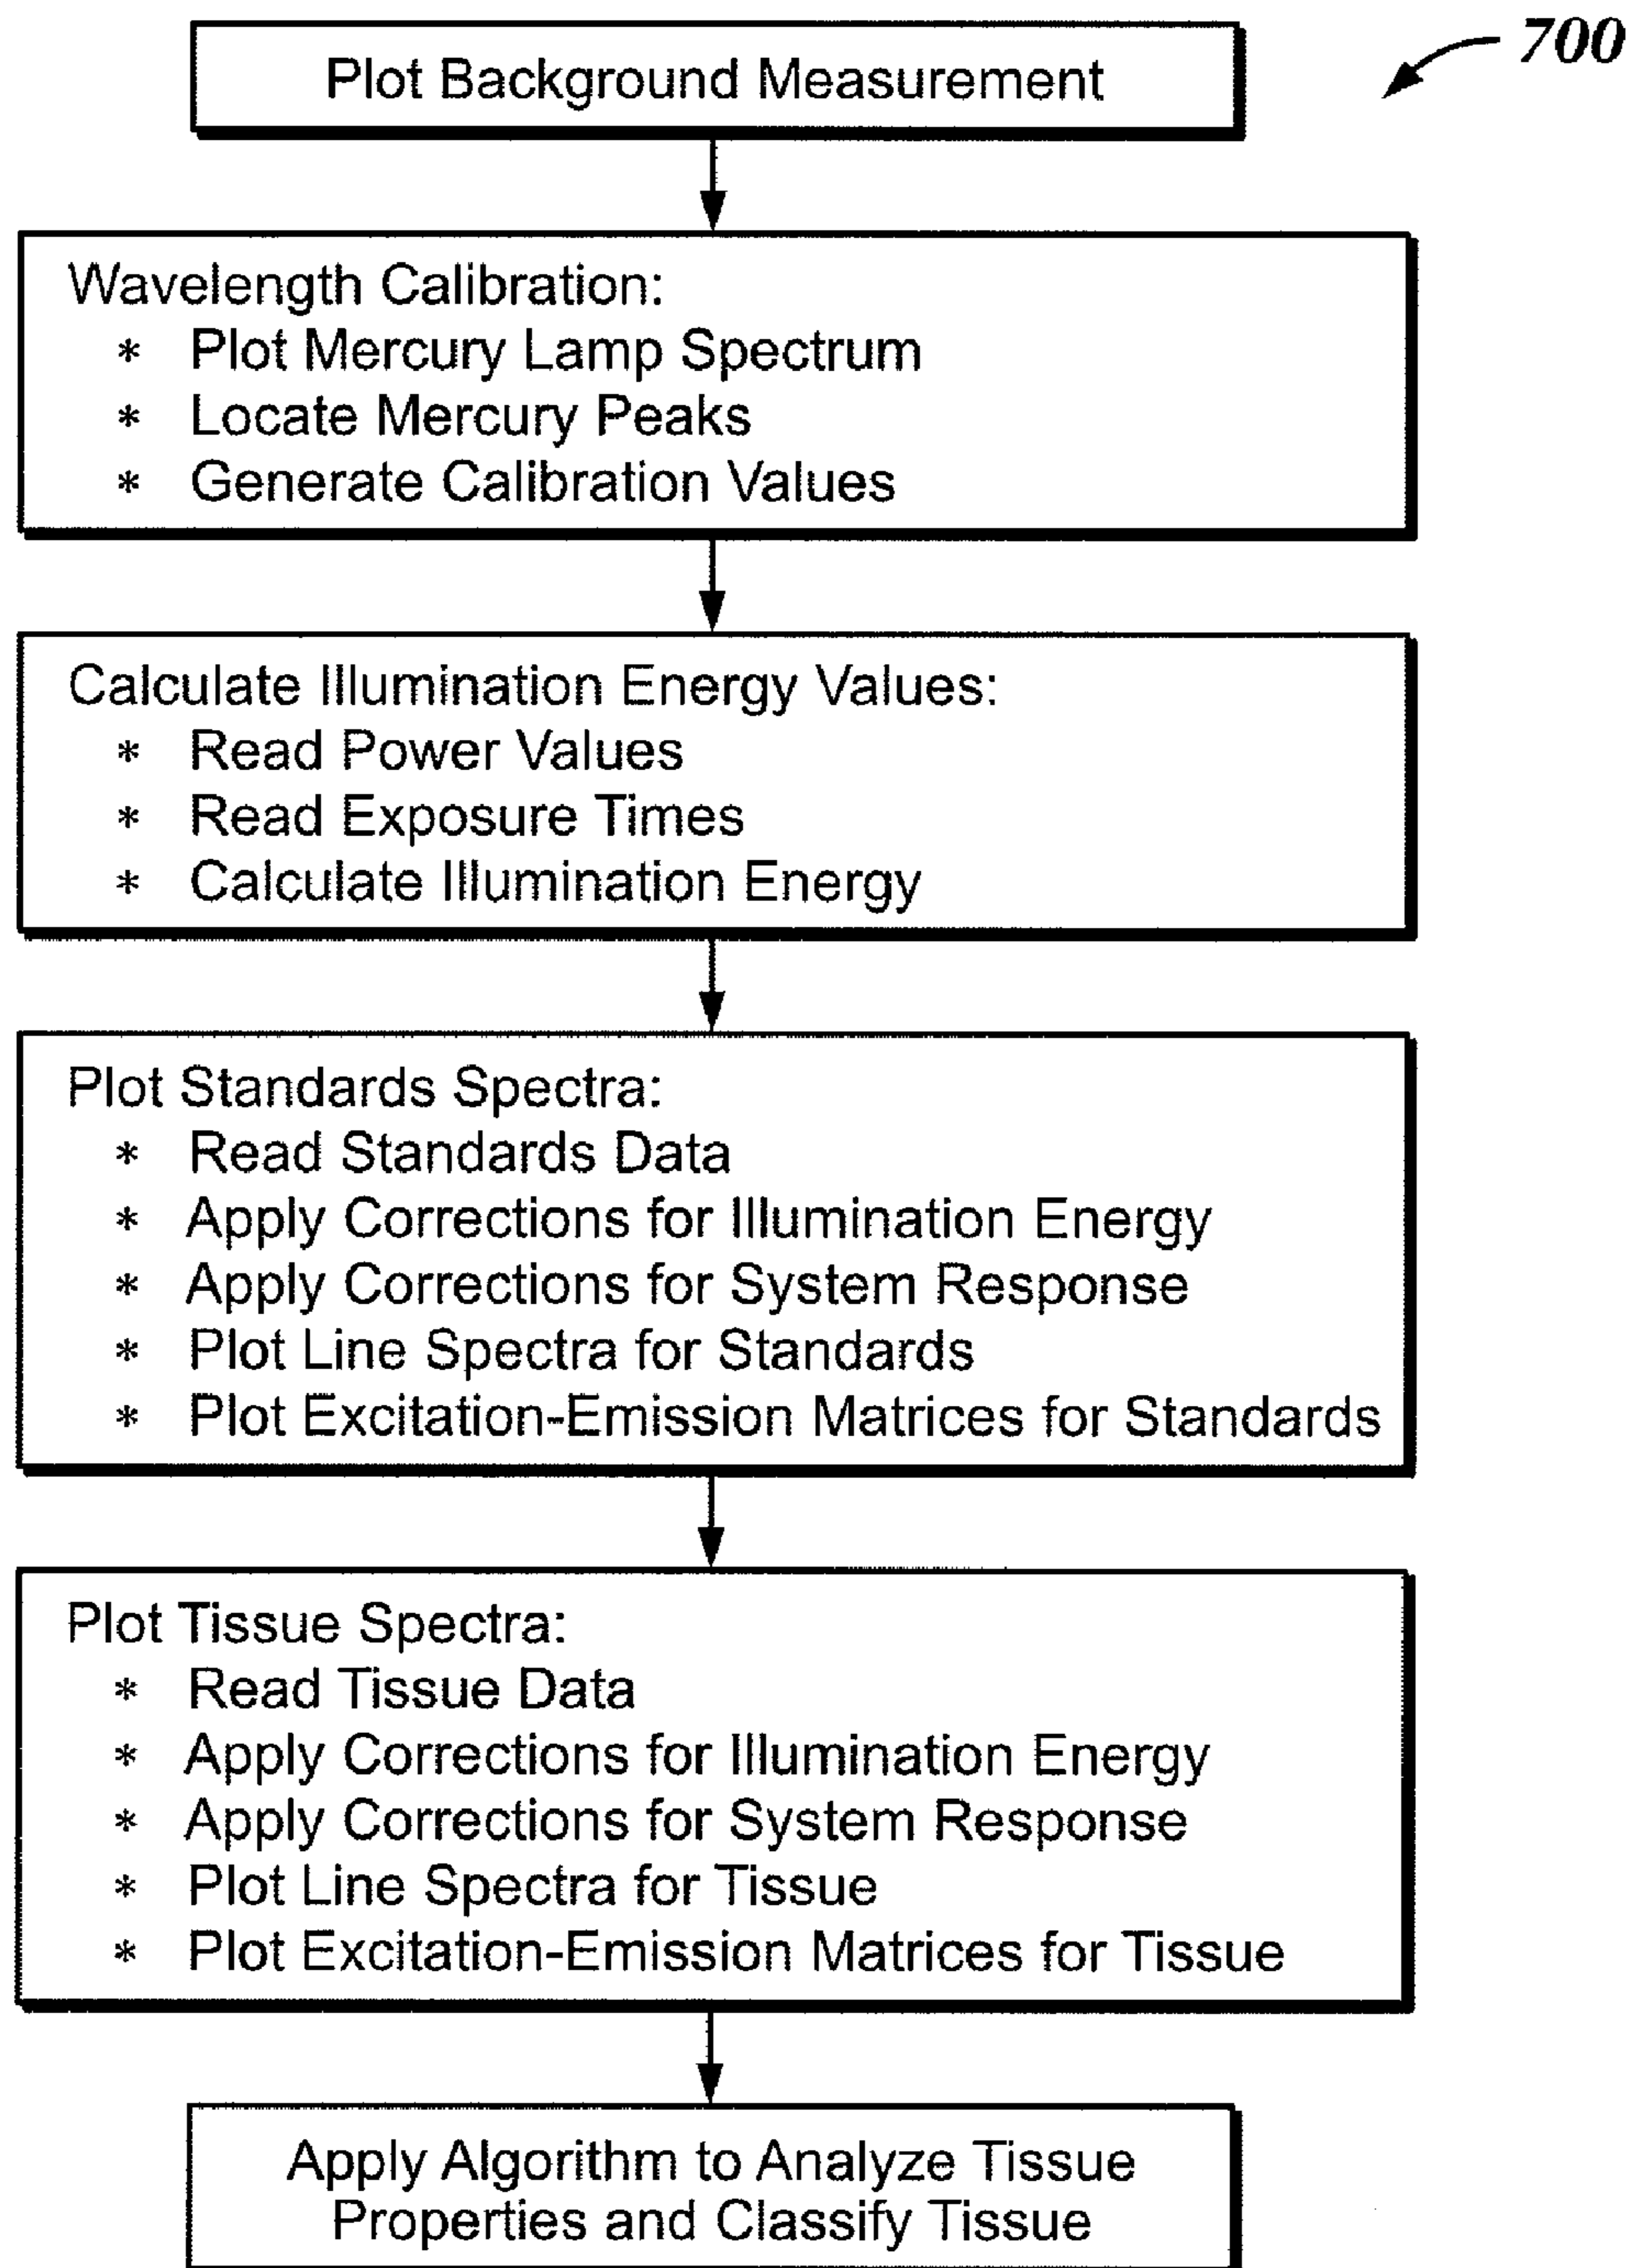 700
Plot Background Measurement
Wavelength Calibration:
* Plot Mercury Lamp Spectrum
* Locate Mercury Peaks
* Generate Calibration Values
Calculate Illumination Energy Values:
* Read Power Values
* Read Exposure Times
* Calculate Illumination Energy
Plot Standards Spectra:
* Read Standards Data
* Apply Corrections for Illumination Energy
* Apply Corrections for System Response
* Plot Line Spectra for Standards
* Plot Excitation-Emission Matrices for Standards
Plot Tissue Spectra:
* Read Tissue Data
* Apply Corrections for Illumination Energy
* Apply Corrections for System Response
* Plot Line Spectra for Tissue
* Plot Excitation-Emission Matrices for Tissue
Apply Algorithm to Analyze Tissue
Properties and Classify Tissue